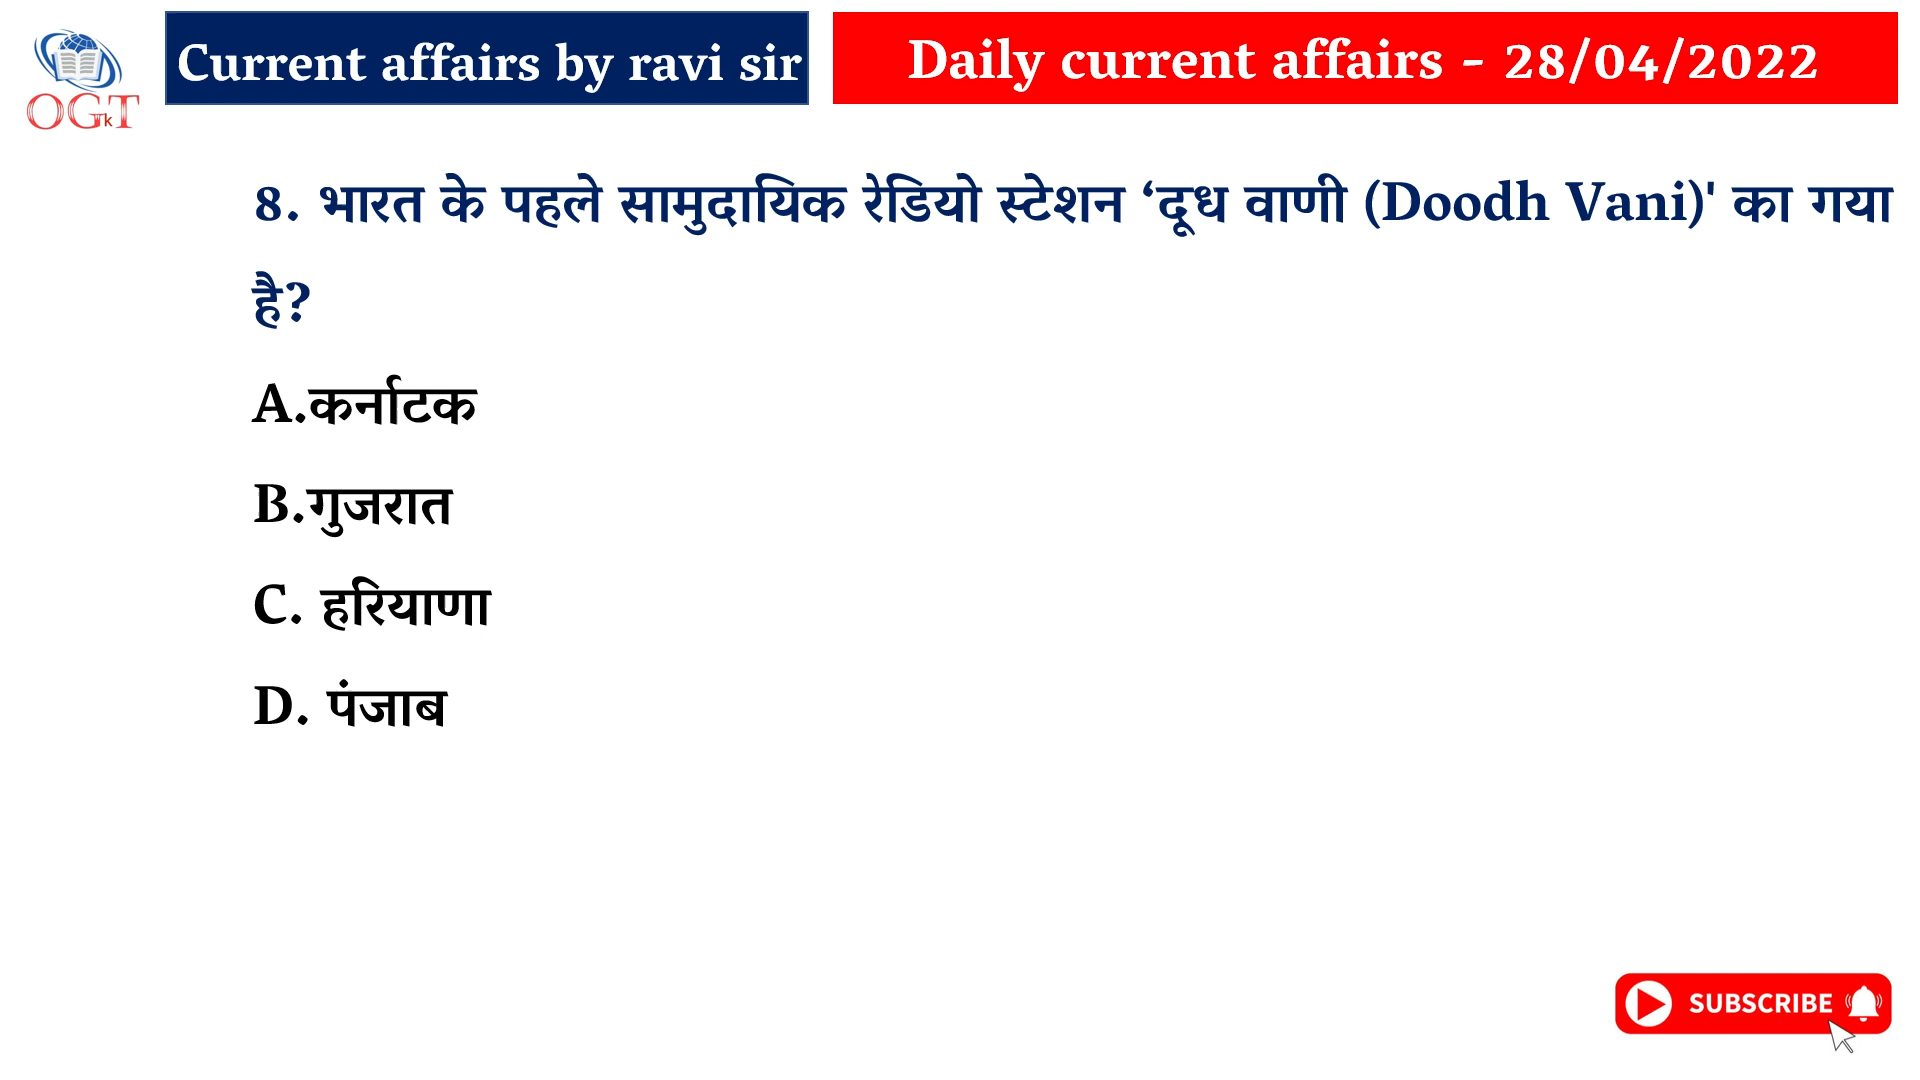 Current affairs by ravi sir
Daily current affairs - 28/04/2022
OGTkT
8. भारत के पहले सामुदायिक रेडियो स्टेशन ‘दूध वाणी (Doodh Vani)' का गया
है?
A.कर्नाटक
B.गुजरात
C. हरियाणा
D. पंजाब
SUBSCRIBE